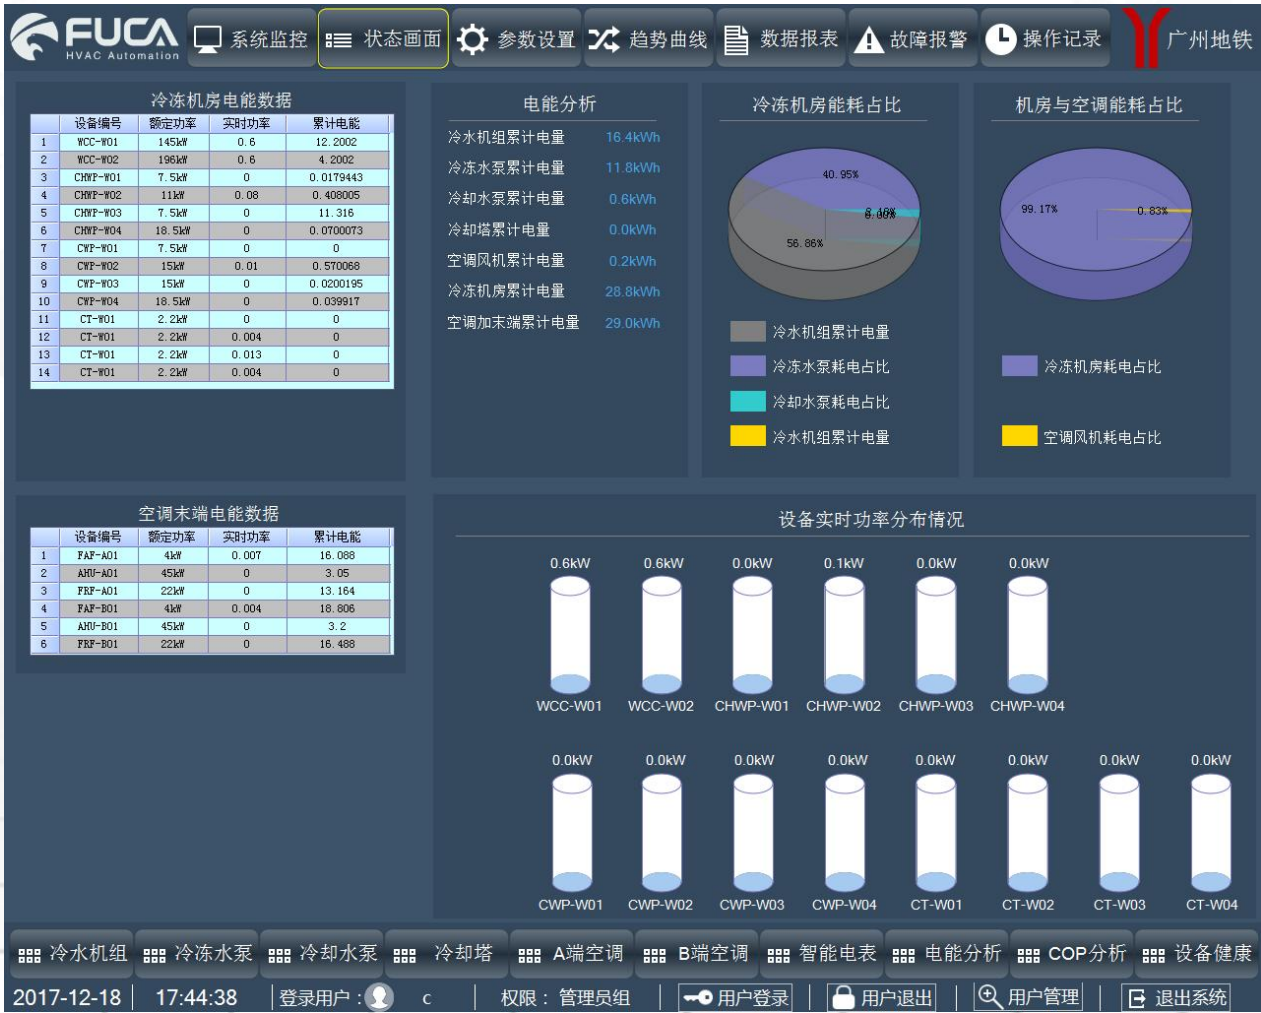 FUCA
HVAC Automation
系统监控
状态画面
参数设置
趋势曲线
数据报表
故障报警
操作记录
广州地铁
冷冻机房电能数据
设备编号 额定功率 实时功率 累计电能
1 WCC-W01 145kW 0.6 12.2002
2 WCC-W02 196kW 0.6 4.2002
3 CHWP-W01 7.5kW 0 0.0179443
4 CHWP-W02 11kW 0.08 0.408005
5 CHWP-W03 7.5kW 0 11.316
6 CHWP-W04 18.5kW 0 0.0700073
7 CWP-W01 7.5kW 0 0
8 CWP-W02 15kW 0.01 0.570068
9 CWP-W03 15kW 0 0.0200195
10 CWP-W04 18.5kW 0 0.039917
11 CT-W01 2.2kW 0 0
12 CT-W01 2.2kW 0.004 0
13 CT-W01 2.2kW 0.013 0
14 CT-W01 2.2kW 0.004 0
电能分析
冷水机组累计电量 16.4kWh
冷冻水泵累计电量 11.8kWh
冷却水泵累计电量 0.6kWh
冷却塔累计电量 0.0kWh
空调风机累计电量 0.2kWh
冷冻机房累计电量 28.8kWh
空调加末端累计电量 29.0kWh
冷冻机房能耗占比
40.95%
56.86%
冷水机组累计电量
冷冻水泵耗电占比
冷却水泵耗电占比
冷水机组累计电量
机房与空调能耗占比
99.17%
0.83%
冷冻机房耗电占比
空调风机耗电占比
空调末端电能数据
设备编号 额定功率 实时功率 累计电能
1 FAF-A01 4kW 0.007 16.088
2 AHU-A01 45kW 0 3.05
3 FRF-A01 22kW 0 13.164
4 FAF-B01 4kW 0.004 18.806
5 AHU-B01 45kW 0 3.2
6 FRF-B01 22kW 0 16.488
设备实时功率分布情况
0.6kW 0.6kW 0.0kW 0.1kW 0.0kW 0.0kW
WCC-W01 WCC-W02 CHWP-W01 CHWP-W02 CHWP-W03 CHWP-W04
0.0kW 0.0kW 0.0kW 0.0kW 0.0kW 0.0kW 0.0kW 0.0kW
CWP-W01 CWP-W02 CWP-W03 CWP-W04 CT-W01 CT-W02 CT-W03 CT-W04
冷水机组 冷冻水泵 冷却水泵 冷却塔 A端空调 B端空调 智能电表 电能分析 COP分析 设备健康
2017-12-18 17:44:38 登录用户： c 权限： 管理员组 用户登录 用户退出 用户管理 退出系统